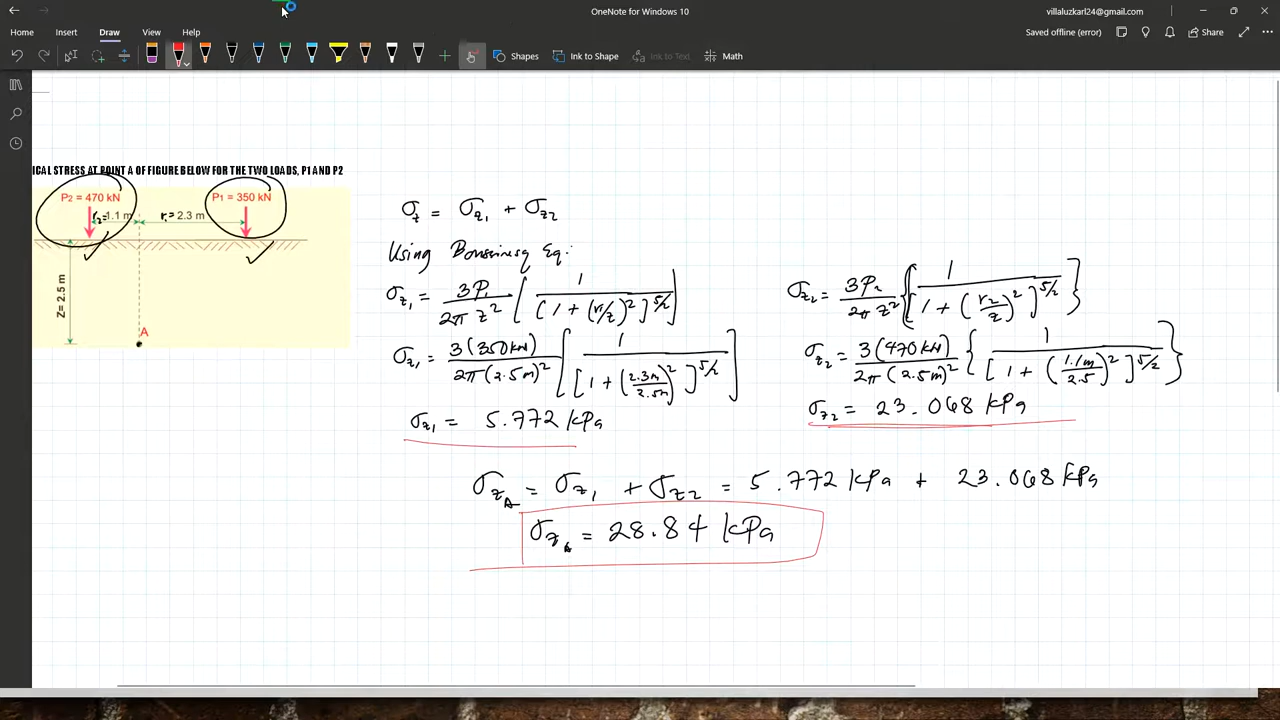 OneNote for Windows 10
villaluzkarl24@gmail.com
Home Insert Draw View Help
Saved offline (error) Share
Shapes Ink to Shape Ink to Text Math
ICAL STRESS AT POINT A OF FIGURE BELOW FOR THE TWO LOADS, P1 AND P2
P2 = 470 kN P1 = 350 kN
r2=1.1 m r1= 2.3 m
Z= 2.5 m
A
σz = σz1 + σz2
Using Boussinesq Eq:
σz1 = 3P1 / 2π z² [ 1 / [1 + (r/z)²]^5/2 ]
σz1 = 3(350kN) / 2π(2.5m)² [ 1 / [1 + (2.3m/2.5m)²]^5/2 ]
σz1 = 5.772 kPa
σz2 = 3P2 / 2π z² { 1 / [1 + (r2/z)²]^5/2 }
σz2 = 3(470kN) / 2π(2.5m)² { 1 / [1 + (1.1m/2.5)²]^5/2 }
σz2 = 23.068 kPa
σzA = σz1 + σz2 = 5.772 kPa + 23.068 kPa
σzA = 28.84 kPa